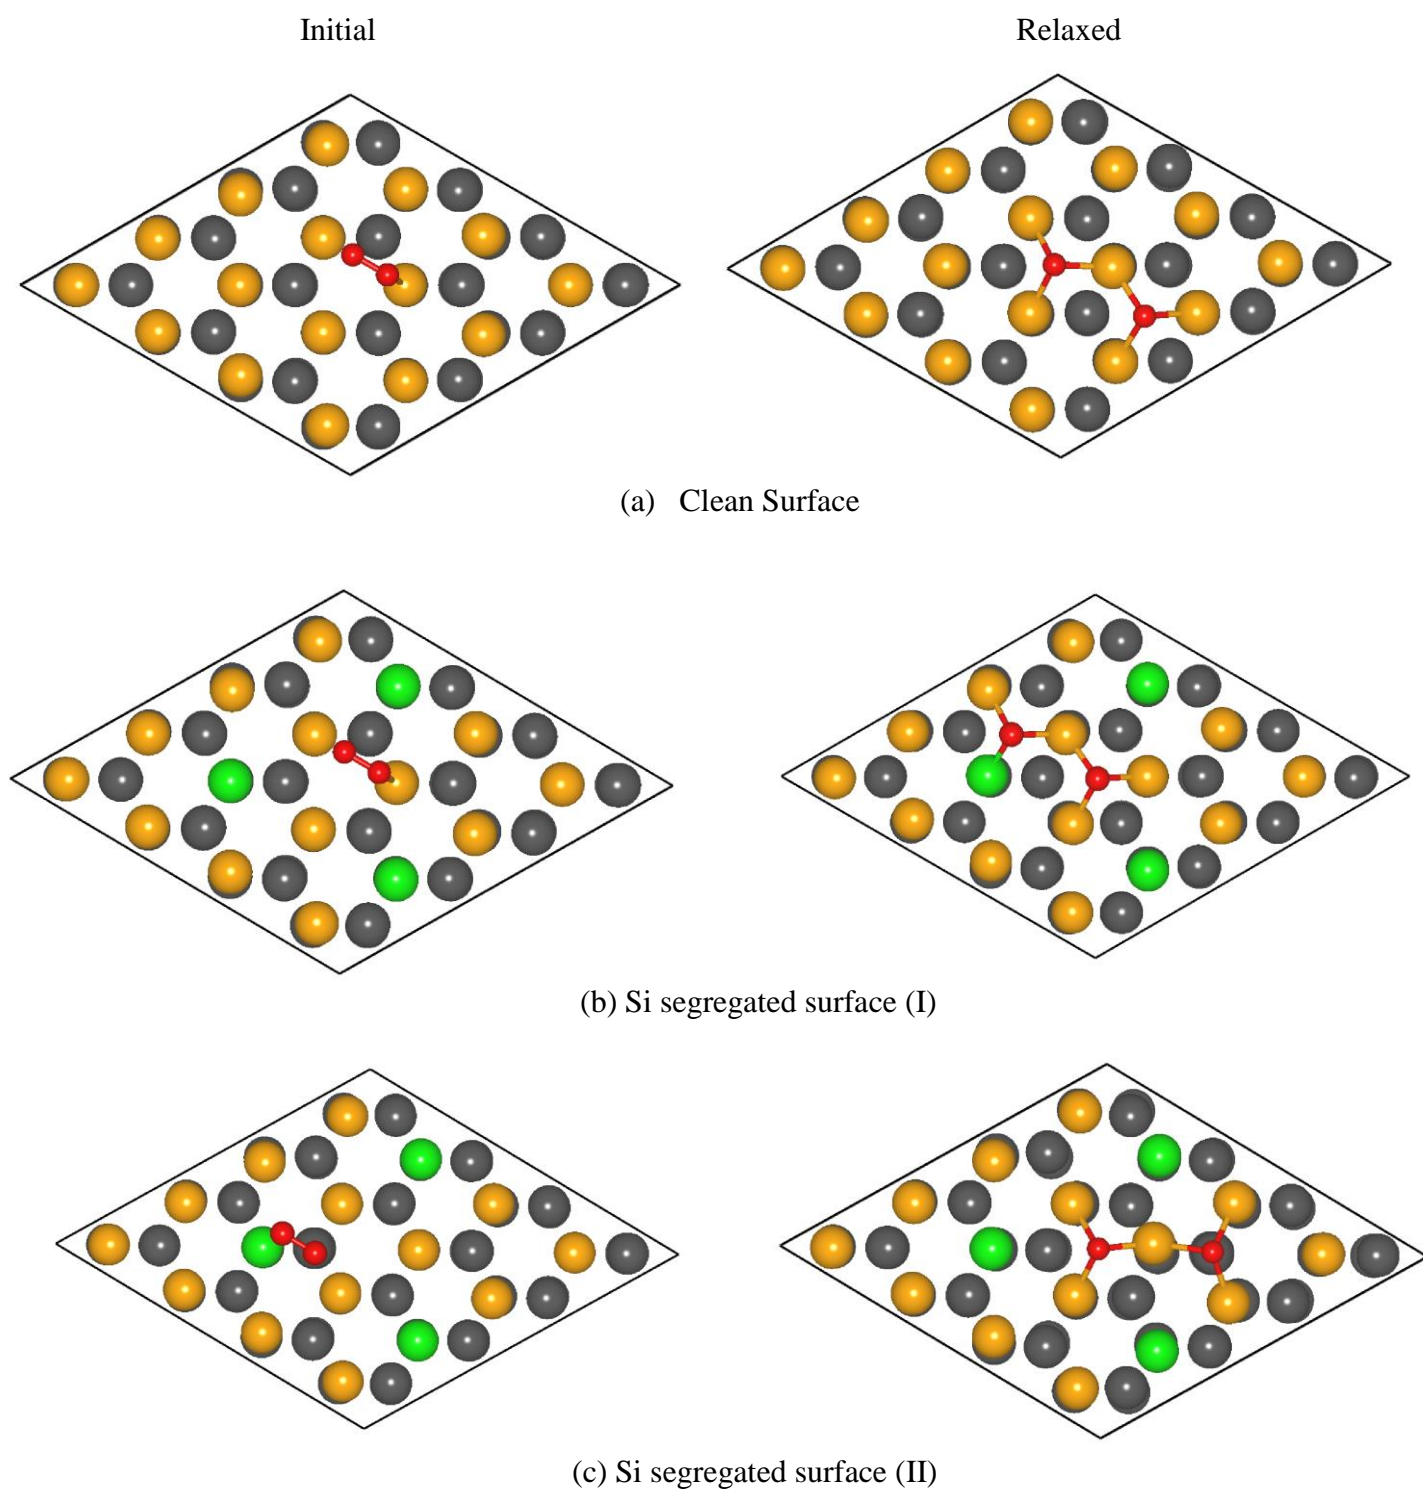 Initial Relaxed
(a) Clean Surface
(b) Si segregated surface (I)
(c) Si segregated surface (II)